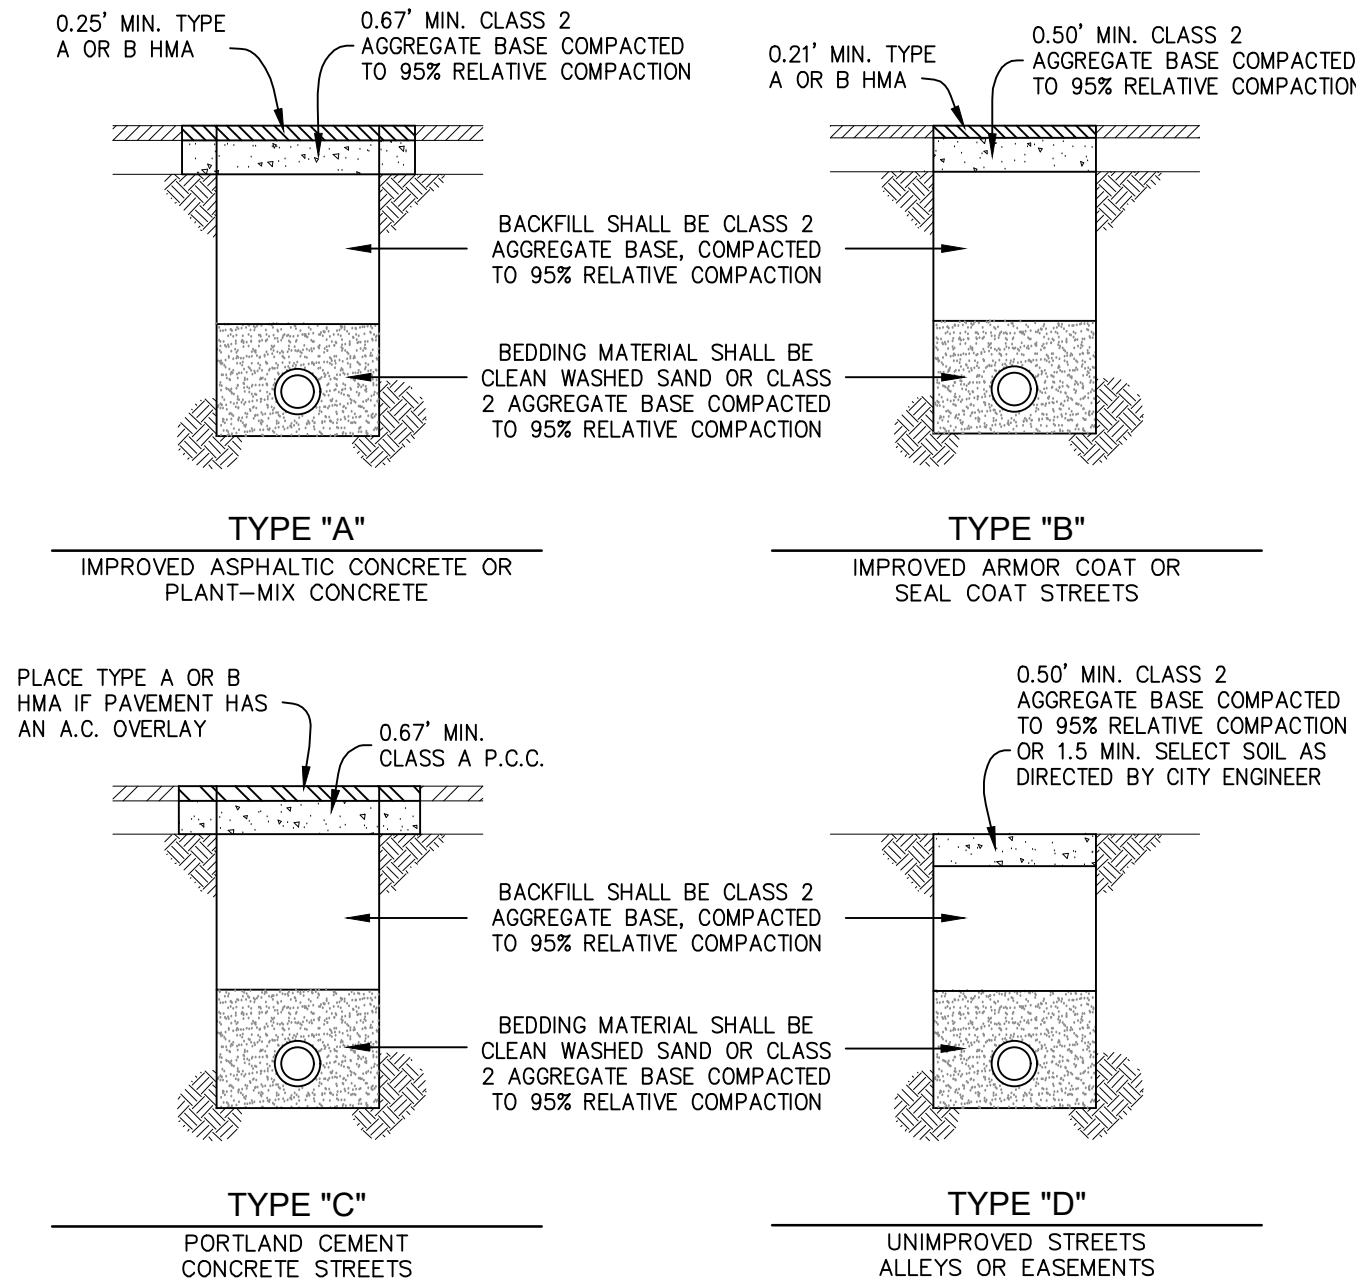 0.25' MIN. TYPE
A OR B HMA
0.67' MIN. CLASS 2
AGGREGATE BASE COMPACTED
TO 95% RELATIVE COMPACTION
0.21' MIN. TYPE
A OR B HMA
0.50' MIN. CLASS 2
AGGREGATE BASE COMPACTED
TO 95% RELATIVE COMPACTION
BACKFILL SHALL BE CLASS 2
AGGREGATE BASE, COMPACTED
TO 95% RELATIVE COMPACTION
BEDDING MATERIAL SHALL BE
CLEAN WASHED SAND OR CLASS
2 AGGREGATE BASE COMPACTED
TO 95% RELATIVE COMPACTION
TYPE "A"
IMPROVED ASPHALTIC CONCRETE OR
PLANT-MIX CONCRETE
TYPE "B"
IMPROVED ARMOR COAT OR
SEAL COAT STREETS
PLACE TYPE A OR B
HMA IF PAVEMENT HAS
AN A.C. OVERLAY
0.67' MIN.
CLASS A P.C.C.
0.50' MIN. CLASS 2
AGGREGATE BASE COMPACTED
TO 95% RELATIVE COMPACTION
OR 1.5 MIN. SELECT SOIL AS
DIRECTED BY CITY ENGINEER
BACKFILL SHALL BE CLASS 2
AGGREGATE BASE, COMPACTED
TO 95% RELATIVE COMPACTION
BEDDING MATERIAL SHALL BE
CLEAN WASHED SAND OR CLASS
2 AGGREGATE BASE COMPACTED
TO 95% RELATIVE COMPACTION
TYPE "C"
PORTLAND CEMENT
CONCRETE STREETS
TYPE "D"
UNIMPROVED STREETS
ALLEYS OR EASEMENTS